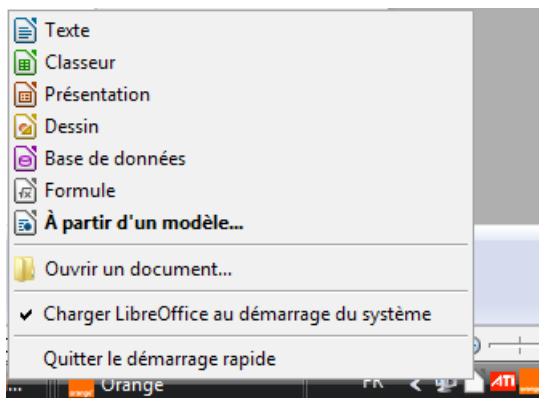 Texte
Classeur
Présentation
Dessin
Base de données
Formule
À partir d'un modèle...
Ouvrir un document...
Charger LibreOffice au démarrage du système
Quitter le démarrage rapide
... Orange FR ATI